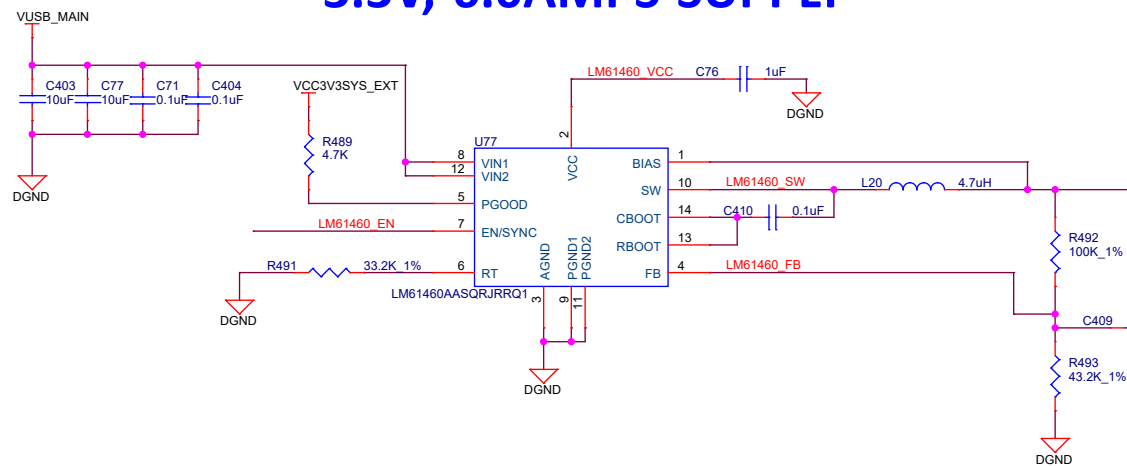 VUSB_MAIN
C403
10uF
C77
10uF
C71
0.1uF
C404
0.1uF
DGND
VCC3V3SYS_EXT
R489
4.7K
LM61460_VCC
C76
1uF
DGND
U77
8
VIN1
12
VIN2
5
PGOOD
LM61460_EN
7
EN/SYNC
R491
33.2K_1%
6
RT
DGND
LM61460AASQRJRRQ1
2
VCC
AGND
PGND1
PGND2
3
9
11
DGND
BIAS
1
SW
10
LM61460_SW
L20
4.7uH
CBOOT
14
C410
0.1uF
RBOOT
13
FB
4
LM61460_FB
R492
100K_1%
C409
R493
43.2K_1%
DGND